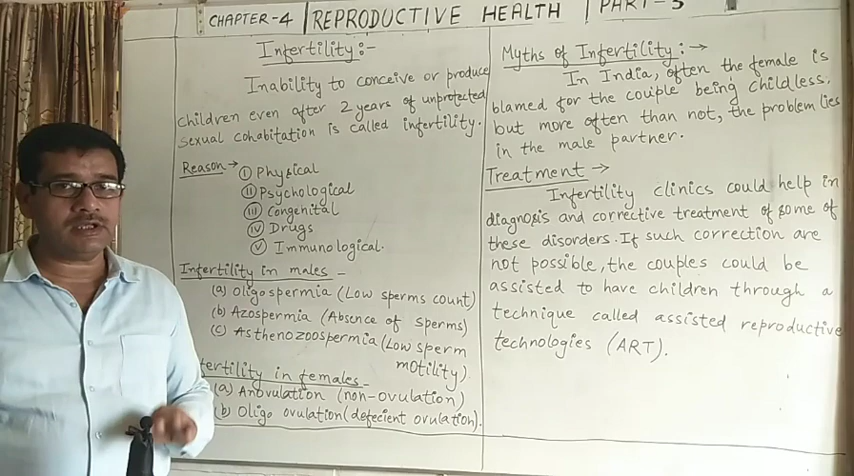 CHAPTER-4 | REPRODUCTIVE HEALTH | PART-5
Infertility:-
Inability to conceive or produce
children even after 2 years of unprotected
sexual cohabitation is called infertility.
Reason → (I) Physical
(II) Psychological
(III) Congenital
(IV) Drugs
(V) Immunological.
Infertility in males -
(a) Oligospermia (Low sperms count)
(b) Azospermia (Absence of sperms)
(c) Asthenozoospermia (Low sperm
motility)
fertility in females -
(a) Anovulation (non-ovulation)
(b) Oligo ovulation (defecient ovulation).
Myths of Infertility :→
In India, often the female is
blamed for the couple being childless,
but more often than not, the problem lies
in the male partner.
Treatment →
Infertility clinics could help in
diagnosis and corrective treatment of some of
these disorders. If such correction are
not possible, the couples could be
assisted to have children through a
technique called assisted reproductive
technologies (ART).